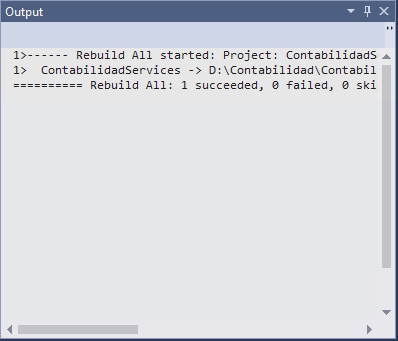 Output
1>------ Rebuild All started: Project: ContabilidadS
1>  ContabilidadServices -> D:\Contabilidad\Contabil
========== Rebuild All: 1 succeeded, 0 failed, 0 ski